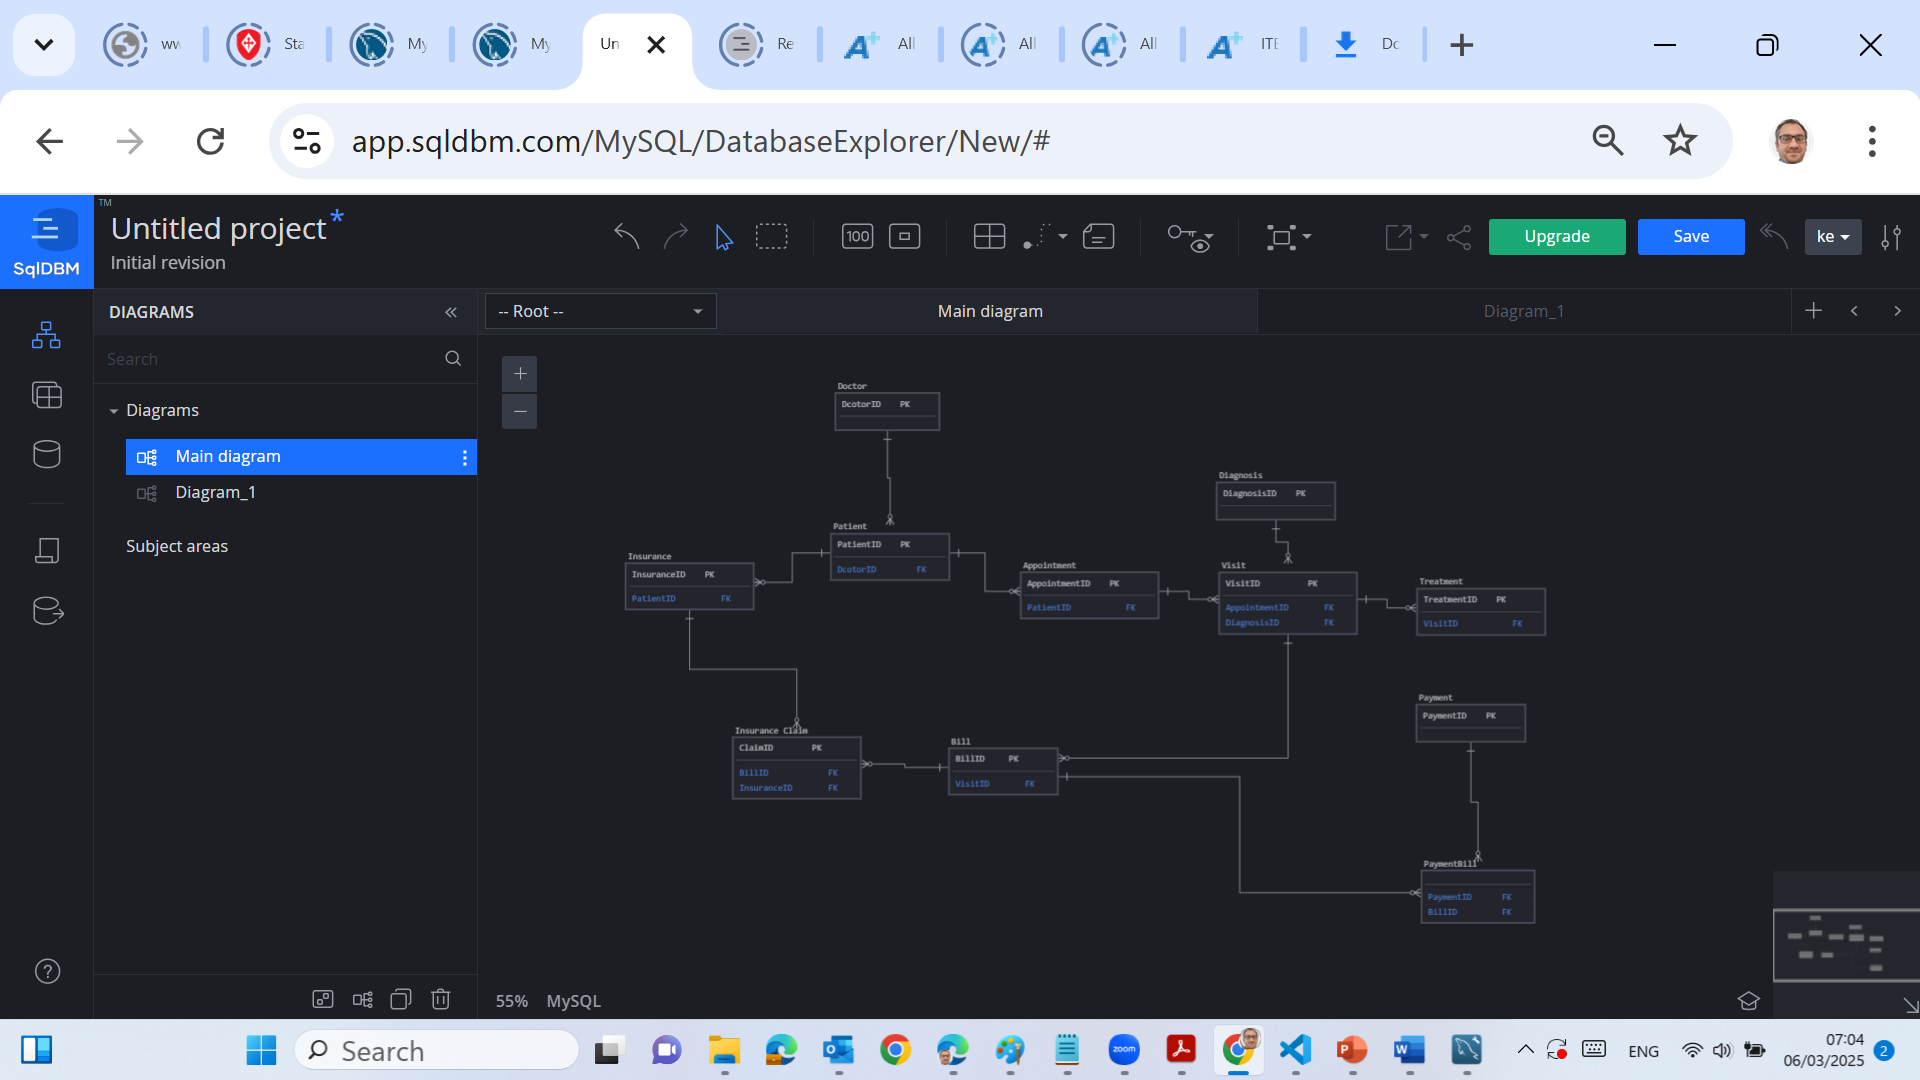 ww
Sta
My
My
Un
Re
All
All
All
ITE
Do
app.sqldbm.com/MySQL/DatabaseExplorer/New/#
SqlDBM
TM
Untitled project*
Initial revision
100
Upgrade
Save
ke
DIAGRAMS
-- Root --
Main diagram
Diagram_1
Search
Diagrams
Main diagram
Diagram_1
Subject areas
Doctor
DcotorID PK
Diagnosis
DiagnosisID PK
Patient
PatientID PK
DcotorID FK
Insurance
InsuranceID PK
PatientID FK
Appointment
AppointmentID PK
PatientID FK
Visit
VisitID PK
AppointmentID FK
DiagnosisID FK
Treatment
TreatmentID PK
VisitID FK
Payment
PaymentID PK
Insurance Claim
ClaimID PK
BillID FK
InsuranceID FK
Bill
BillID PK
VisitID FK
PaymentBill
PaymentID FK
BillID FK
55% MySQL
Search
zoom
ENG
07:04
06/03/2025
2